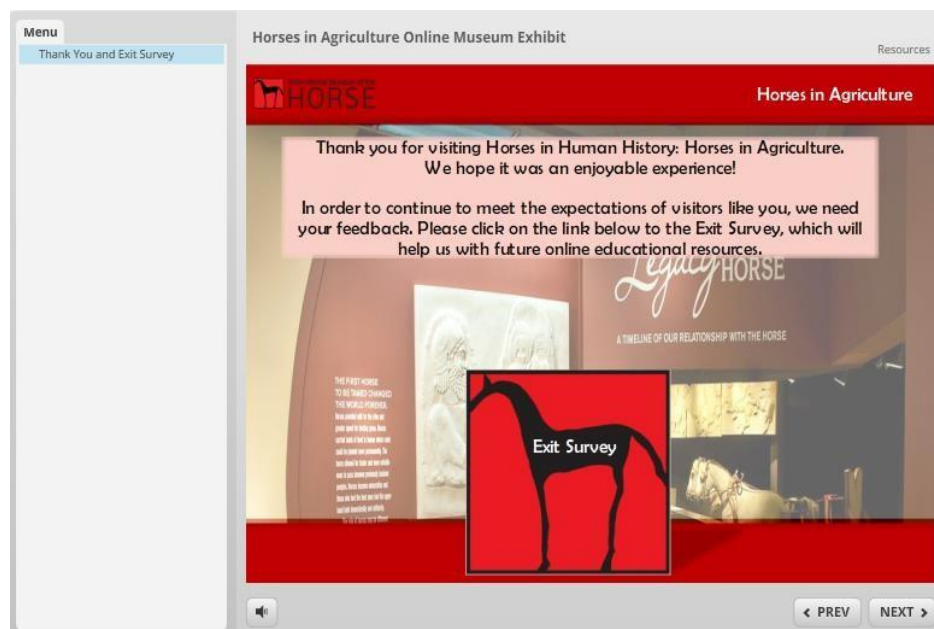 Menu
Thank You and Exit Survey
Horses in Agriculture Online Museum Exhibit
Resources
HORSE
Horses in Agriculture
Thank you for visiting Horses in Human History: Horses in Agriculture.
We hope it was an enjoyable experience!
In order to continue to meet the expectations of visitors like you, we need
your feedback. Please click on the link below to the Exit Survey, which will
help us with future online educational resources.
Legacy HORSE
A TIMELINE OF OUR RELATIONSHIP WITH THE HORSE
THE FIRST HORSE
TO BE TAMED CHANGED
THE WORLD FOREVER.
Exit Survey
PREV
NEXT